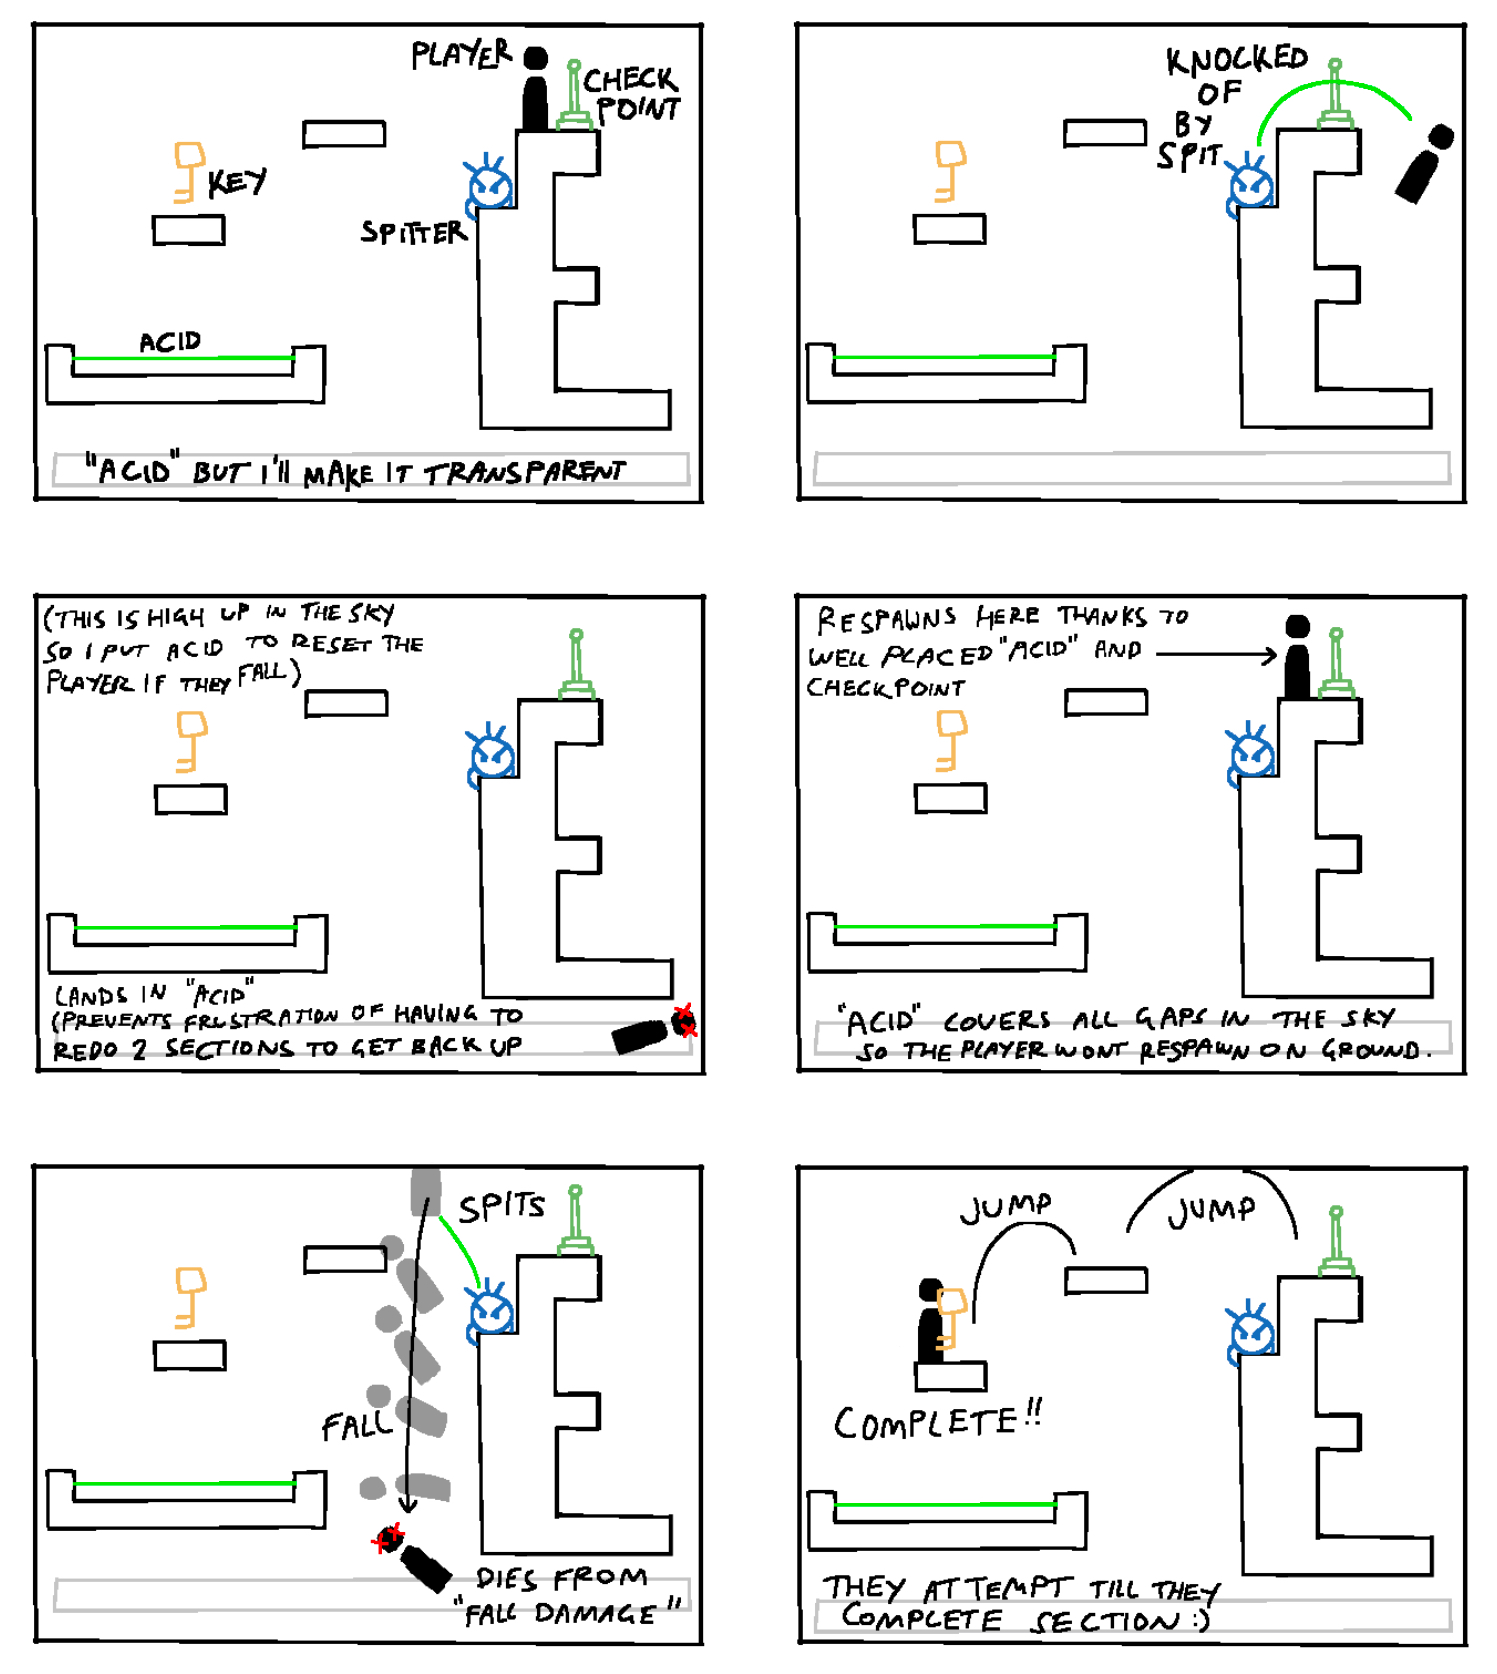 PLAYER
CHECK
POINT
KEY
SPITTER
ACID
"ACID" BUT I'll MAKE IT TRANSPARENT
KNOCKED
OF
BY
SPIT
(THIS IS HIGH UP IN THE SKY
SO I PUT ACID TO RESET THE
PLAYER IF THEY FALL)
LANDS IN "ACID"
(PREVENTS FRUSTRATION OF HAVING TO
REDO 2 SECTIONS TO GET BACK UP
RESPAWNS HERE THANKS TO
WELL PLACED "ACID" AND
CHECKPOINT
"ACID" COVERS ALL GAPS IN THE SKY
SO THE PLAYER WONT RESPAWN ON GROUND.
SPITS
FALL
DIES FROM
"FALL DAMAGE"
JUMP
JUMP
COMPLETE!!
THEY ATTEMPT TILL THEY
COMPLETE SECTION :)